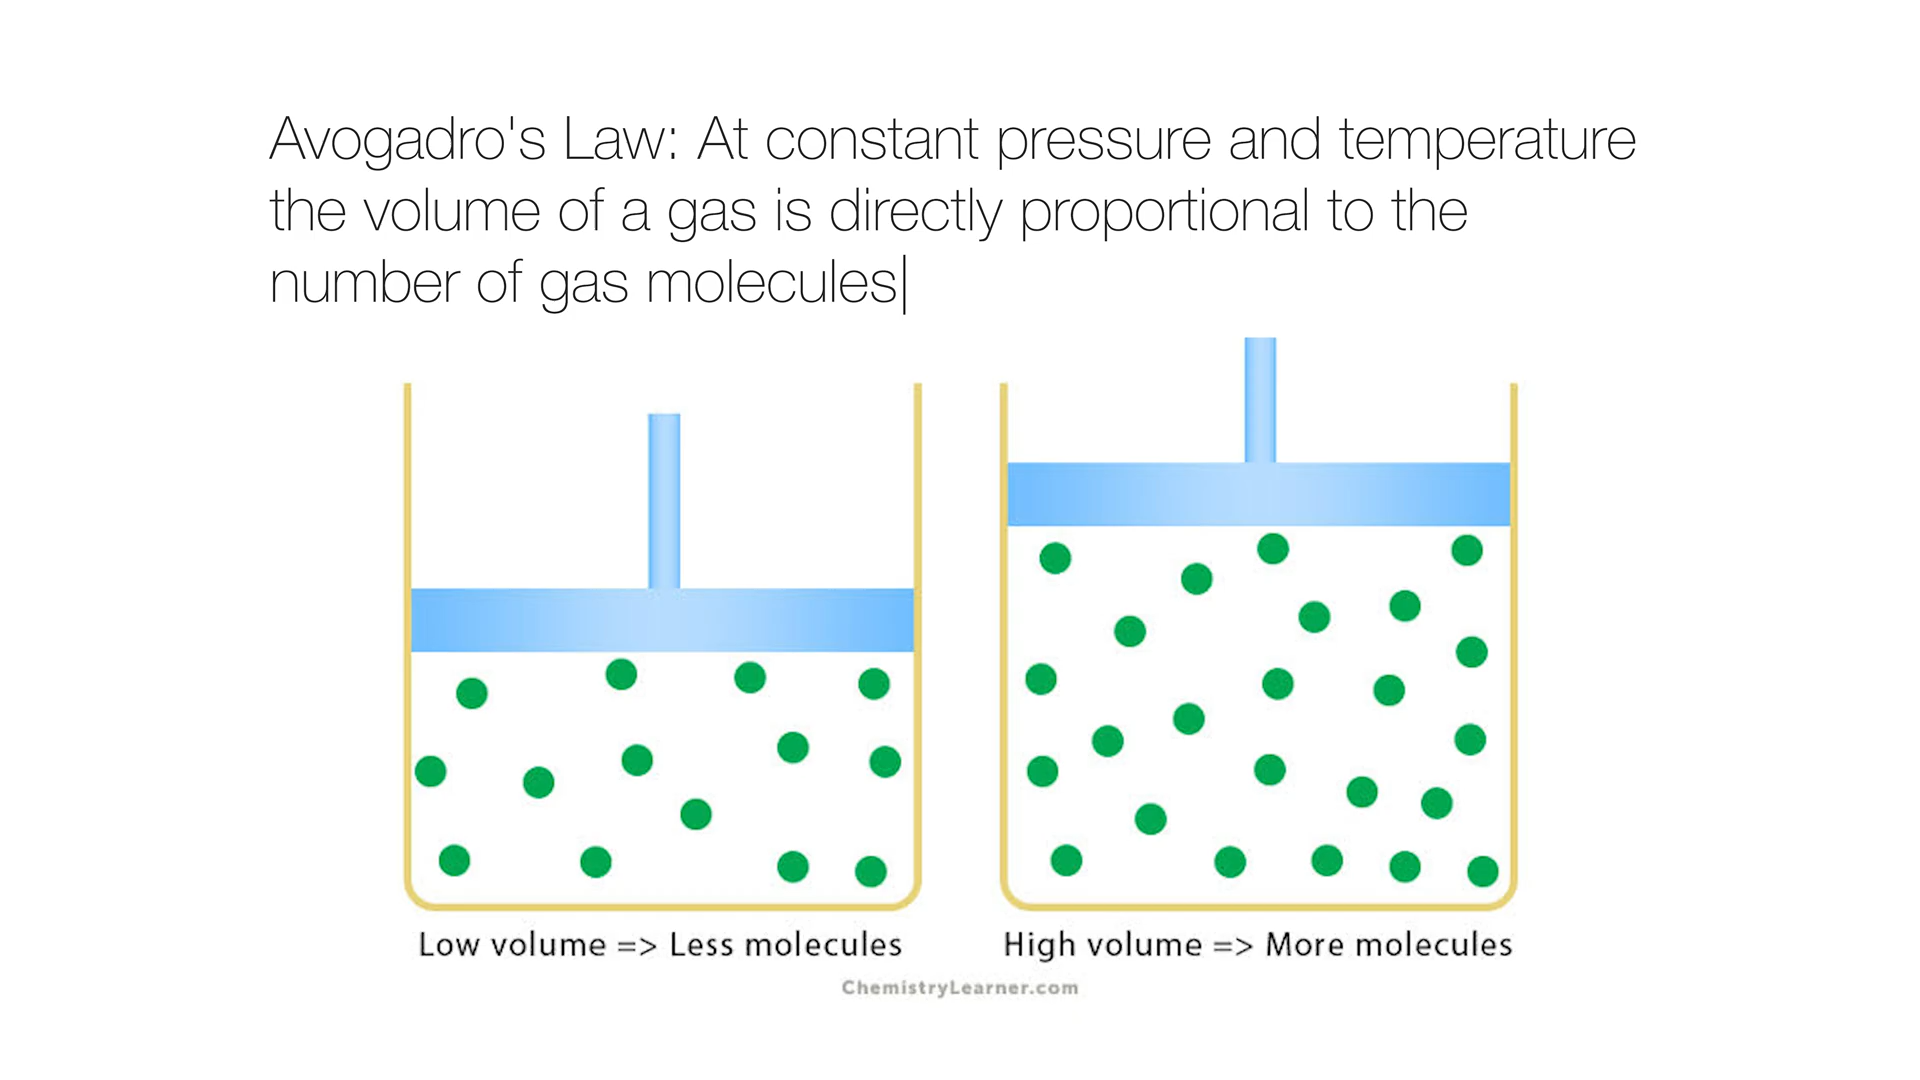 Avogadro's Law: At constant pressure and temperature
the volume of a gas is directly proportional to the
number of gas molecules
Low volume => Less molecules
High volume => More molecules
ChemistryLearner.com